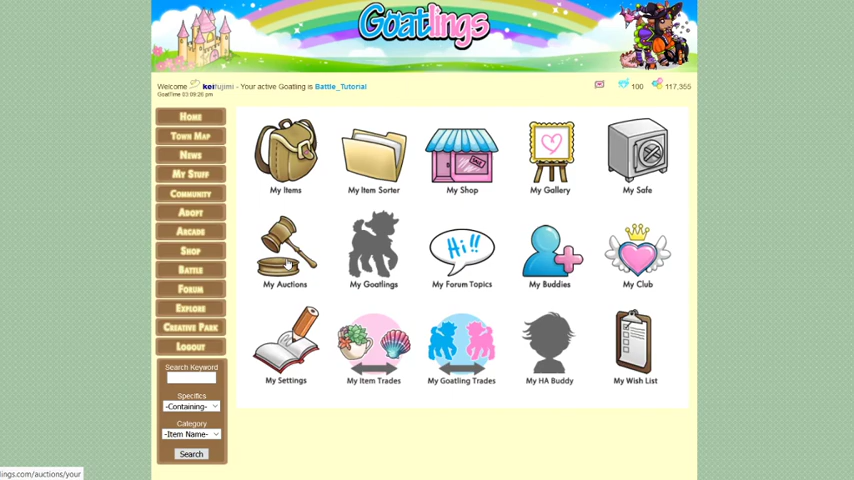 Goatlings
Welcome keifujimi - Your active Goatling is Battle_Tutorial
100
117,355
GoatTime 03:09:26 pm
HOME
TOWN MAP
NEWS
MY STUFF
COMMUNITY
ADOPT
ARCADE
SHOP
BATTLE
FORUM
EXPLORE
CREATIVE PARK
LOGOUT
Search Keyword
Specifics
-Containing-
Category
-Item Name-
Search
My Items
My Item Sorter
SALE
My Shop
My Gallery
My Safe
My Auctions
My Goatlings
Hi!!
My Forum Topics
My Buddies
My Club
My Settings
My Item Trades
My Goatling Trades
My HA Buddy
My Wish List
lings.com/auctions/your